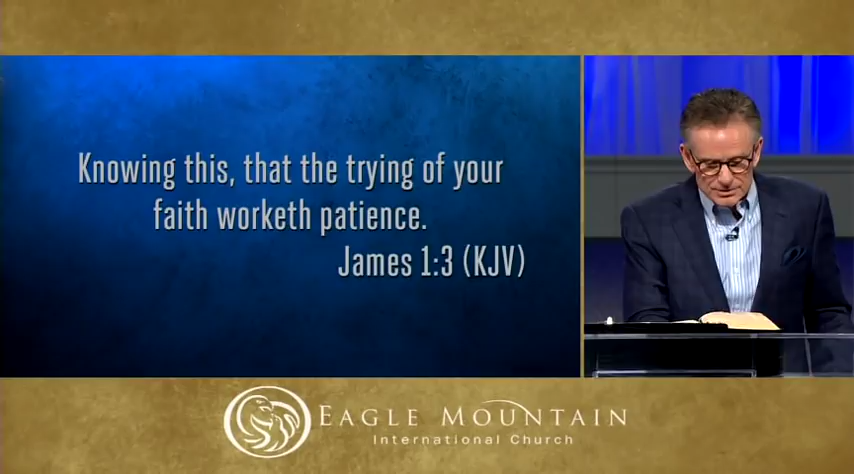 Knowing this, that the trying of your
faith worketh patience.
James 1:3 (KJV)
EAGLE MOUNTAIN
International Church